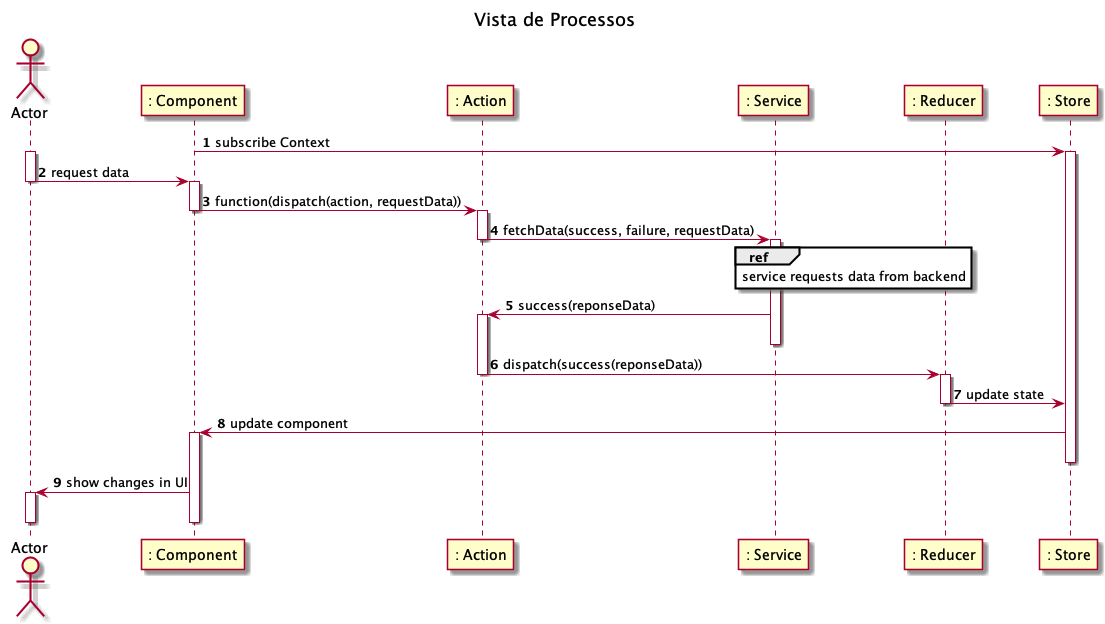 Vista de Processos
Actor
: Component
: Action
: Service
: Reducer
: Store
1 subscribe Context
2 request data
3 function(dispatch(action, requestData))
4 fetchData(success, failure, requestData)
ref
service requests data from backend
5 success(reponseData)
6 dispatch(success(reponseData))
7 update state
8 update component
9 show changes in UI
Actor
: Component
: Action
: Service
: Reducer
: Store